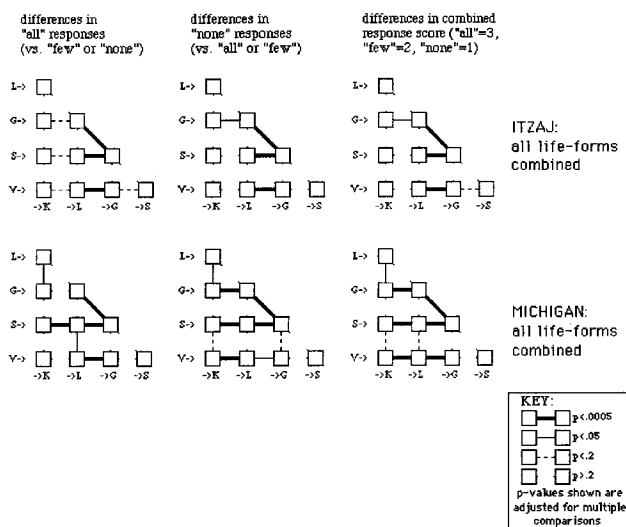 differences in
"all" responses
(vs. "few" or "none")
differences in
"none" responses
(vs. "all" or "few")
differences in combined
response score ("all"=3,
"few"=2, "none"=1)
L->
G->
S->
V->
->K ->L ->G ->S
L->
G->
S->
V->
->K ->L ->G ->S
L->
G->
S->
V->
->K ->L ->G ->S
ITZAJ:
all life-forms
combined
L->
G->
S->
V->
->K ->L ->G ->S
L->
G->
S->
V->
->K ->L ->G ->S
L->
G->
S->
V->
->K ->L ->G ->S
MICHIGAN:
all life-forms
combined
KEY:
p<.0005
p<.05
p<.2
p>.2
p-values shown are
adjusted for multiple
comparisons